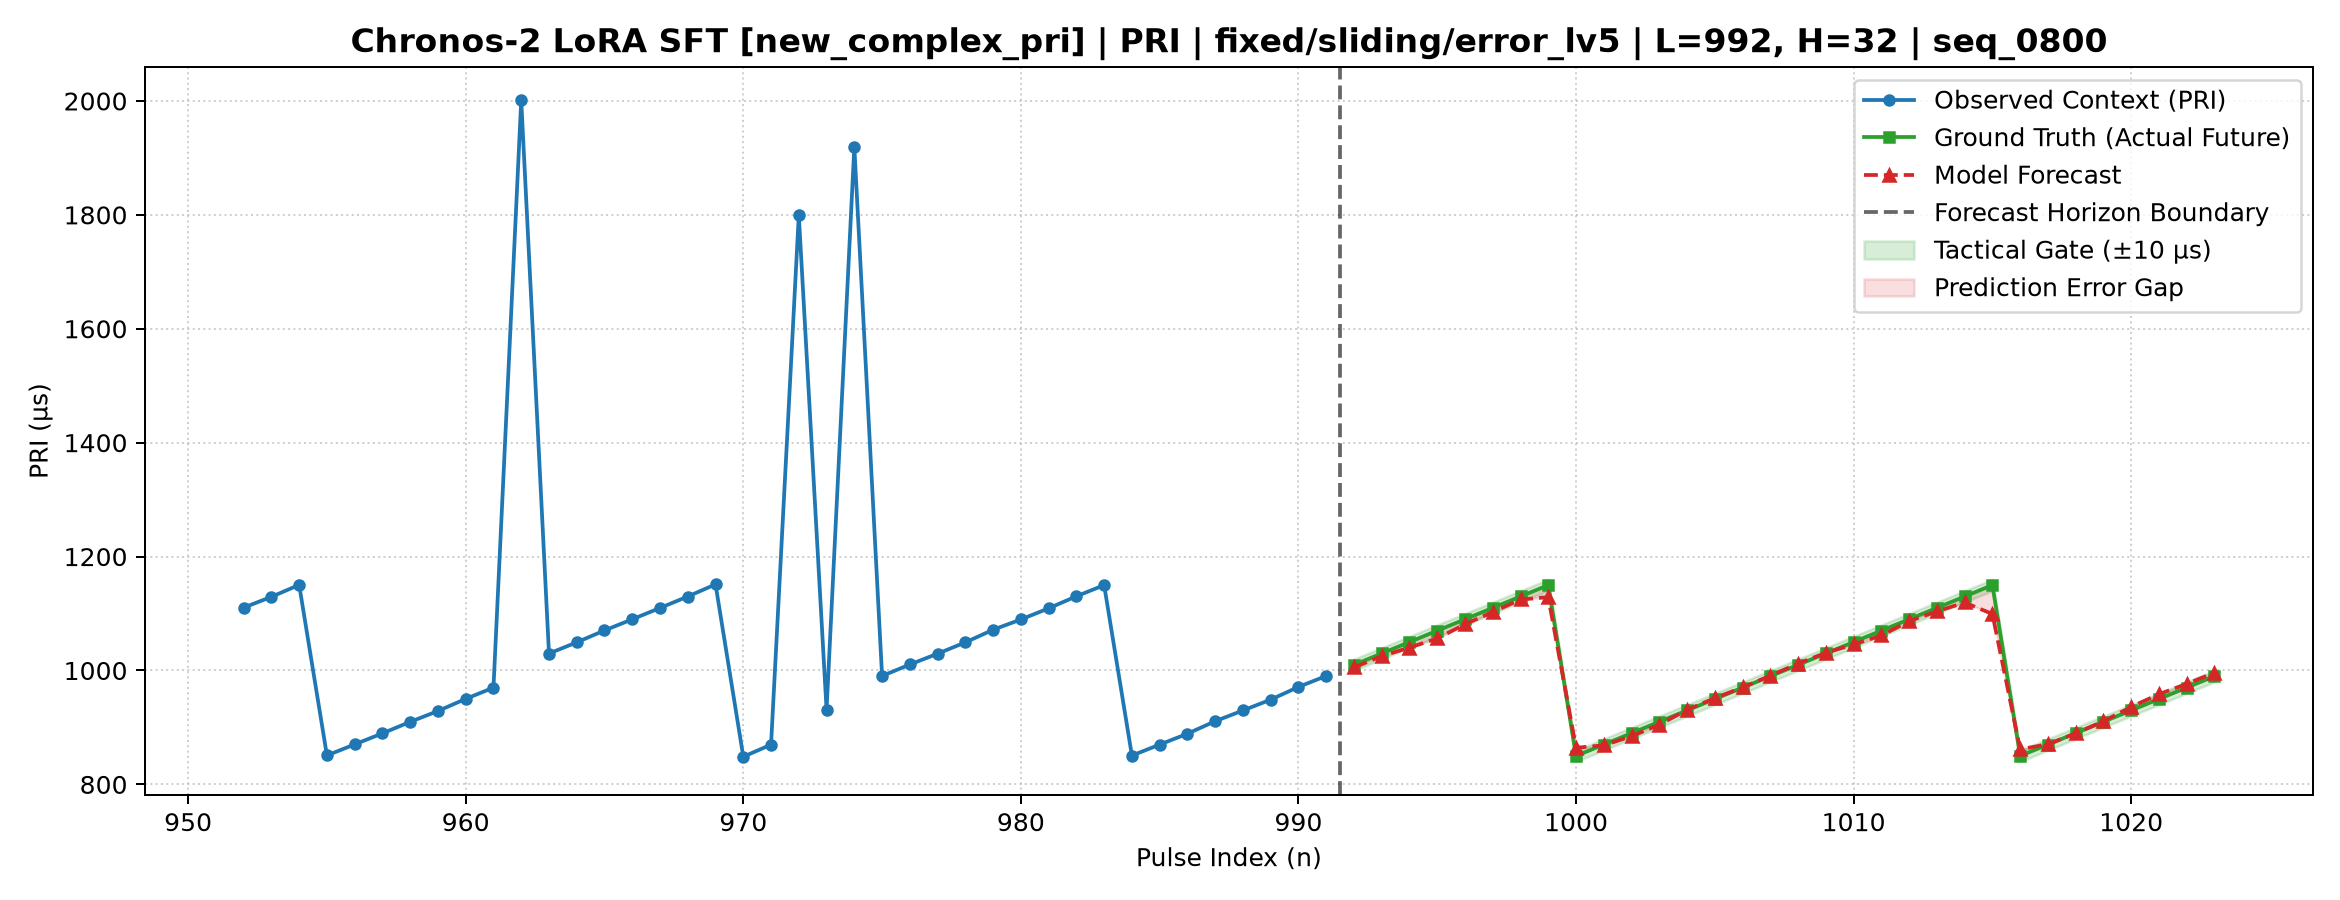 Chronos-2 LoRA SFT [new_complex_pri] | PRI | fixed/sliding/error_lv5 | L=992, H=32 | seq_0800
Observed Context (PRI)
Ground Truth (Actual Future)
Model Forecast
Forecast Horizon Boundary
Tactical Gate (±10 µs)
Prediction Error Gap
PRI (µs)
2000
1800
1600
1400
1200
1000
800
950 960 970 980 990 1000 1010 1020
Pulse Index (n)